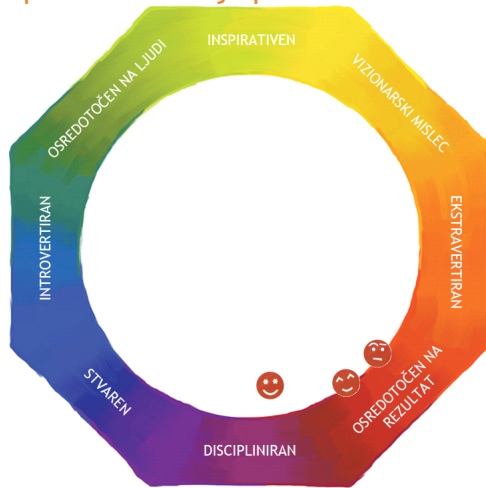 INSPIRATIVEN
VIZIONARSKI MISLEC
EKSTRAVERTIRAN
OSREDOTOČEN NA
REZULTAT
DISCIPLINIRAN
STVAREN
INTROVERTIRAN
OSREDOTOČEN NA LJUDI